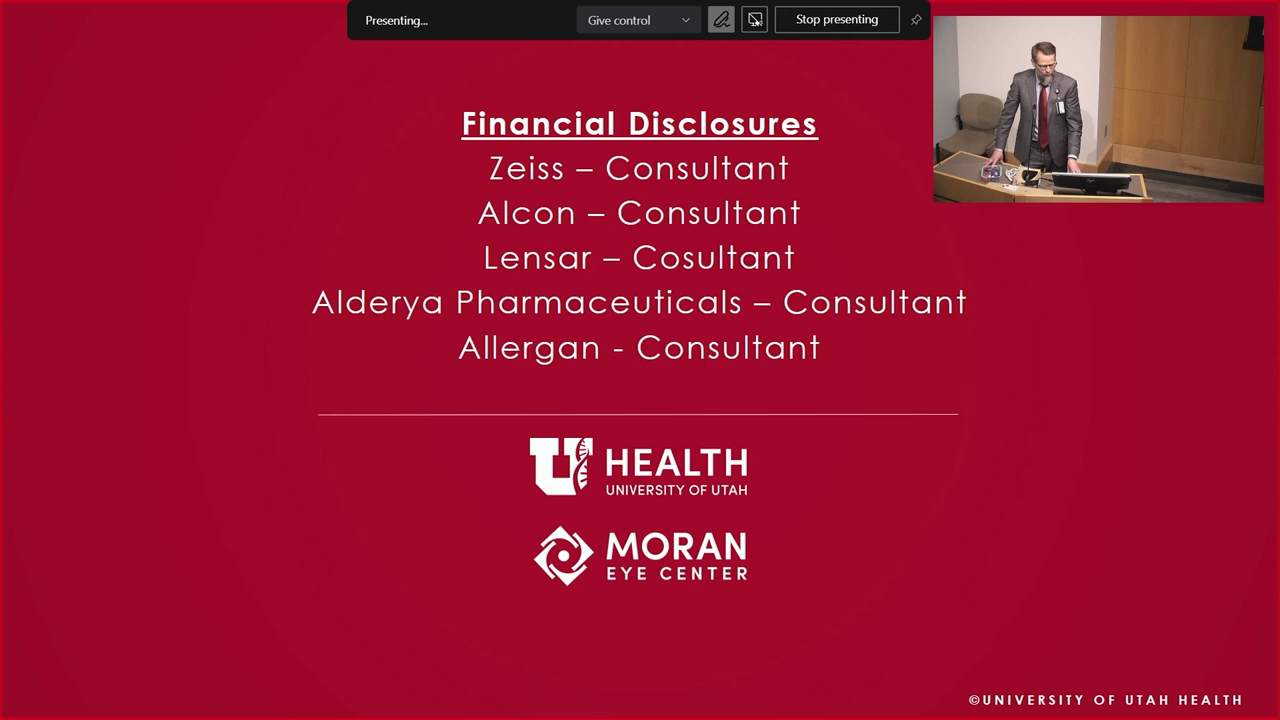 Presenting...
Give control
Stop presenting
Financial Disclosures
Zeiss – Consultant
Alcon – Consultant
Lensar – Cosultant
Alderya Pharmaceuticals – Consultant
Allergan - Consultant
U HEALTH
UNIVERSITY OF UTAH
MORAN
EYE CENTER
©UNIVERSITY OF UTAH HEALTH